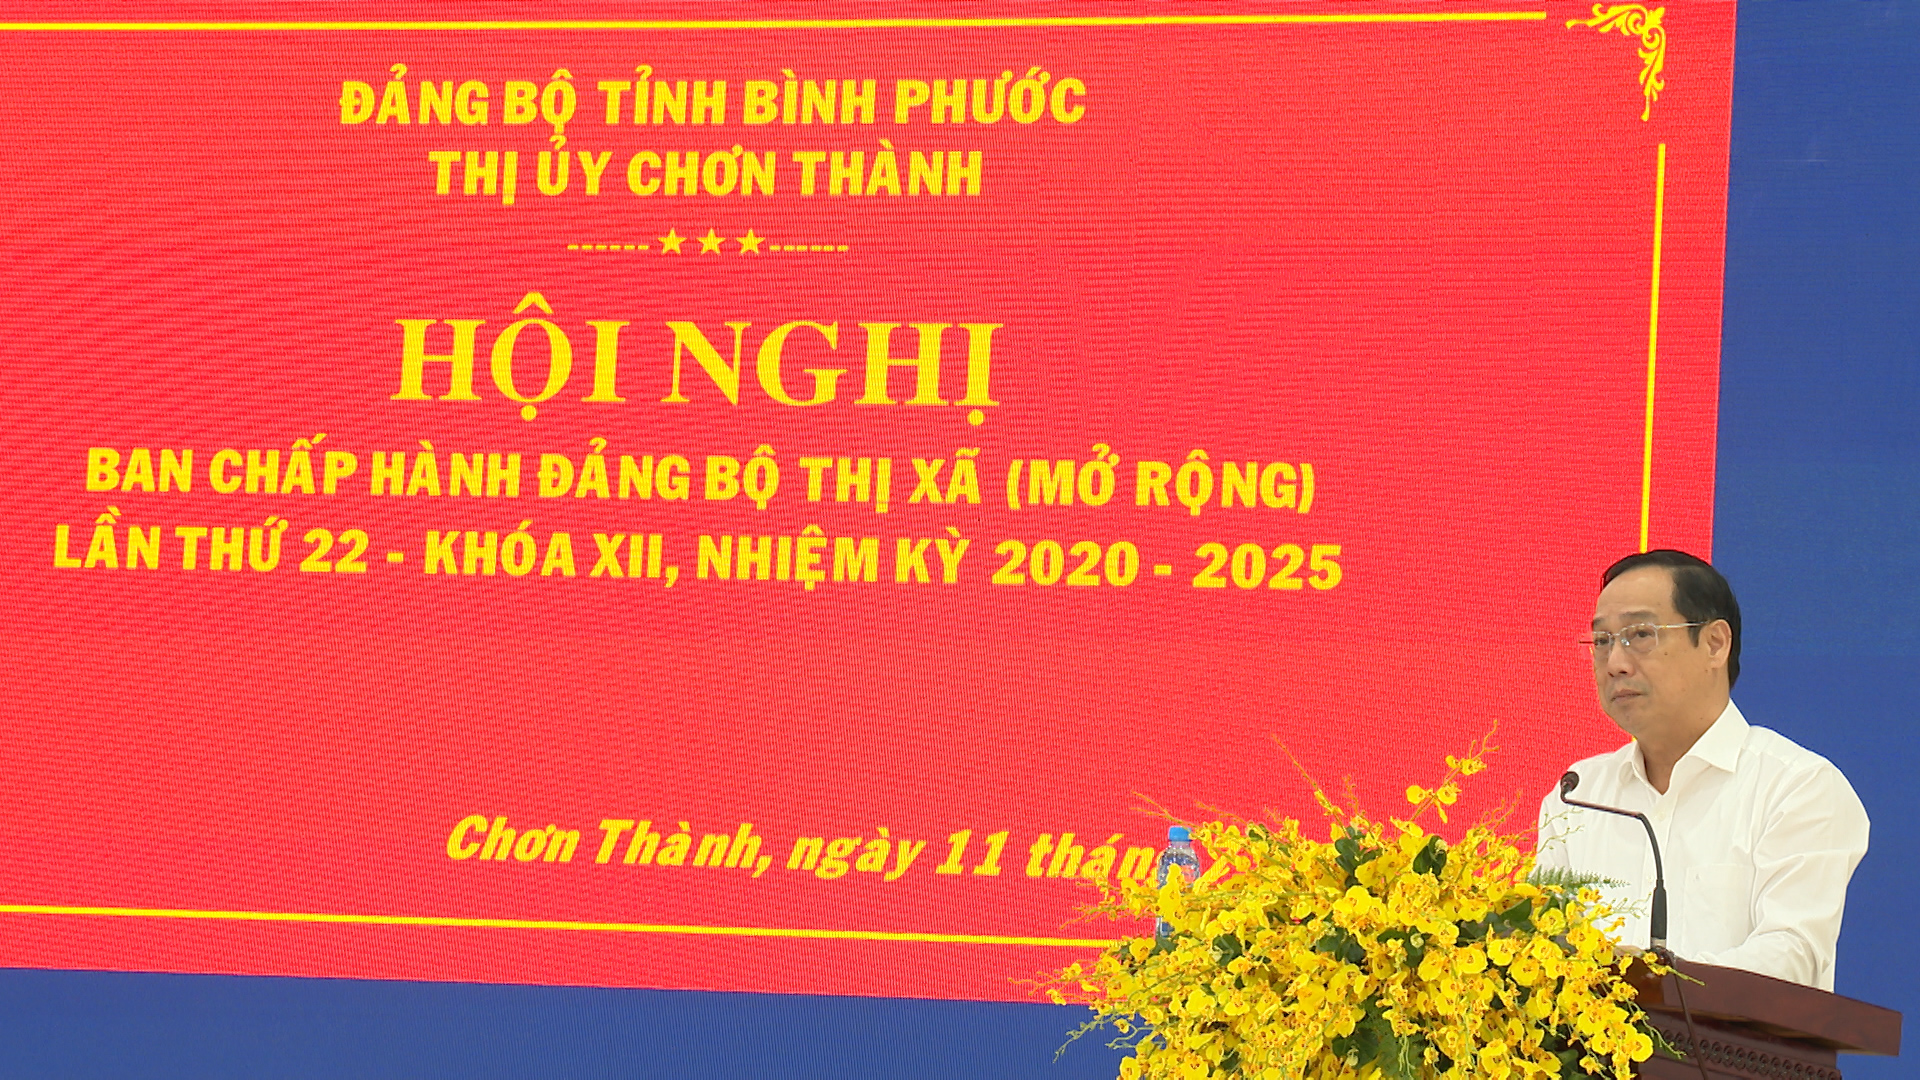 ĐẢNG BỘ TỈNH BÌNH PHƯỚC
THỊ ỦY CHƠN THÀNH
------★★★------
HỘI NGHỊ
BAN CHẤP HÀNH ĐẢNG BỘ THỊ XÃ (MỞ RỘNG)
LẦN THỨ 22 - KHÓA XII, NHIỆM KỲ 2020 - 2025
Chơn Thành, ngày 11